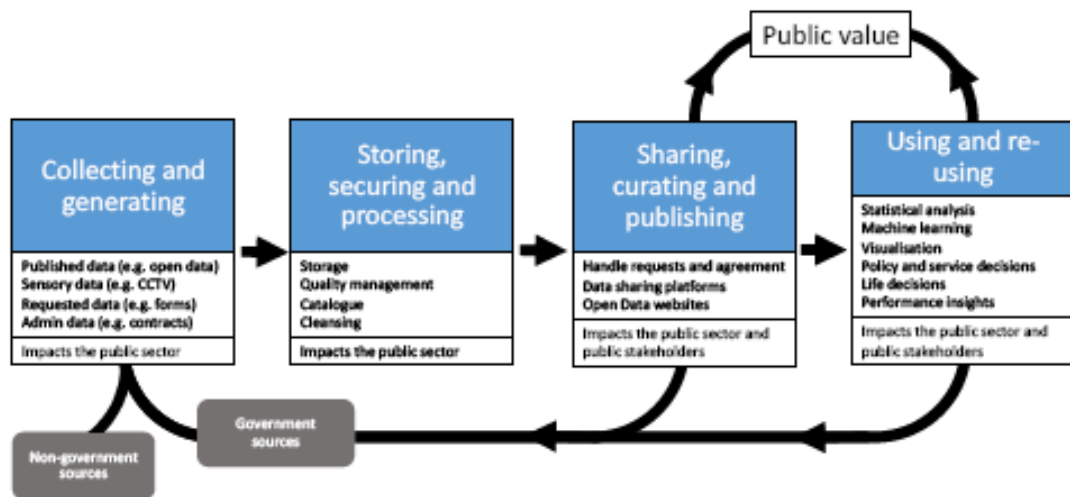 Public value
Collecting and
generating
Published data (e.g. open data)
Sensory data (e.g. CCTV)
Requested data (e.g. forms)
Admin data (e.g. contracts)
Impacts the public sector
Storing,
securing and
processing
Storage
Quality management
Catalogue
Cleansing
Impacts the public sector
Sharing,
curating and
publishing
Handle requests and agreement
Data sharing platforms
Open Data websites
Impacts the public sector and
public stakeholders
Using and re-
using
Statistical analysis
Machine learning
Visualisation
Policy and service decisions
Life decisions
Performance insights
Impacts the public sector and
public stakeholders
Government
sources
Non-government
sources